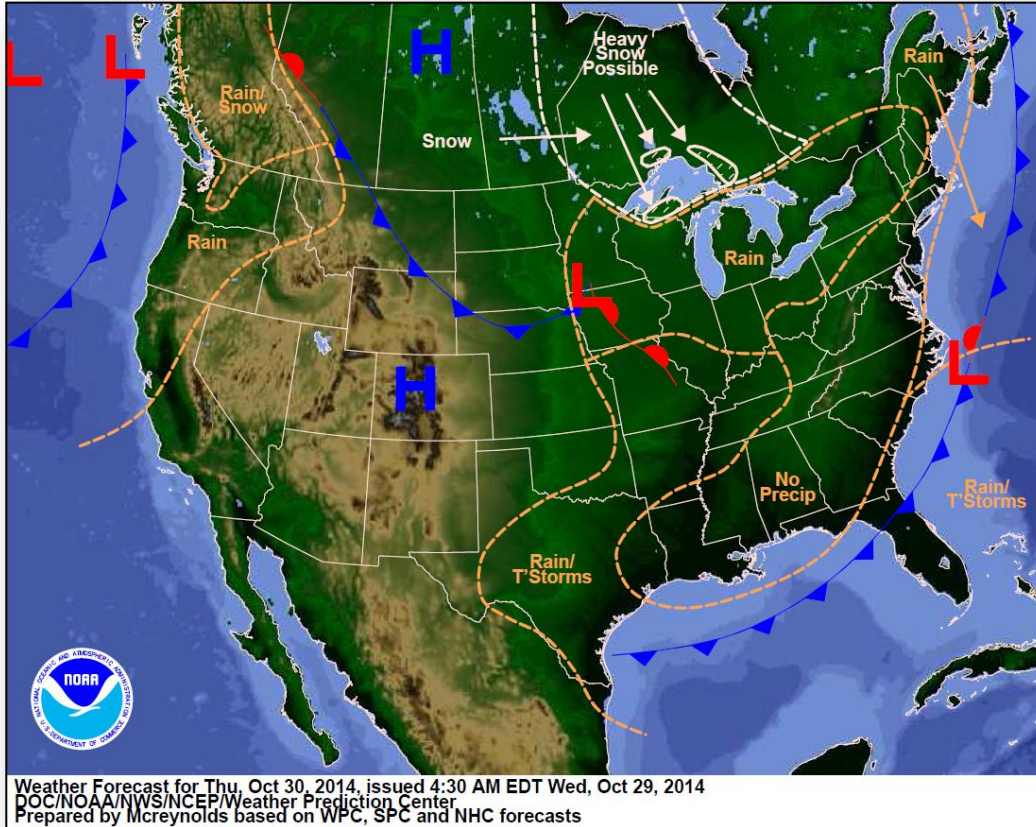 L
L
H
Heavy
Snow
Possible
Rain
Rain/
Snow
Snow
Rain
Rain
L
L
H
No
Precip
Rain/
T'Storms
Rain/
T'Storms
NATIONAL OCEANIC AND ATMOSPHERIC ADMINISTRATION
NOAA
U.S. DEPARTMENT OF COMMERCE
Weather Forecast for Thu, Oct 30, 2014, issued 4:30 AM EDT Wed, Oct 29, 2014
DOC/NOAA/NWS/NCEP/Weather Prediction Center
Prepared by Mcreynolds based on WPC, SPC and NHC forecasts